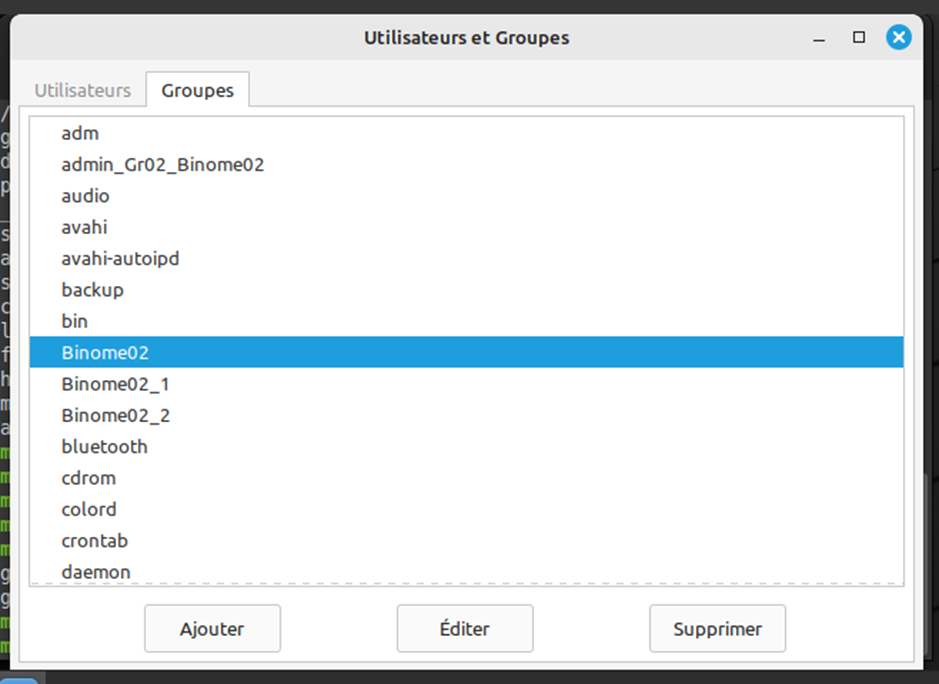 Utilisateurs et Groupes
Utilisateurs
Groupes
adm
admin_Gr02_Binome02
audio
avahi
avahi-autoipd
backup
bin
Binome02
Binome02_1
Binome02_2
bluetooth
cdrom
colord
crontab
daemon
Ajouter
Éditer
Supprimer